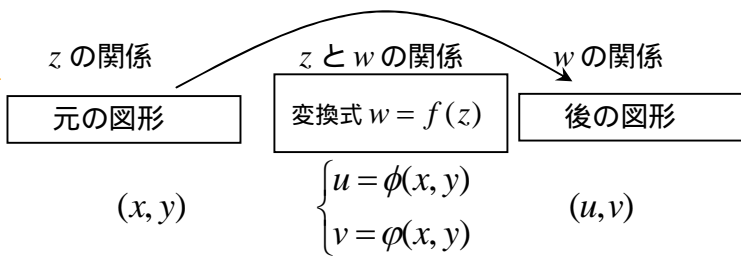 z の関係 z と w の関係 w の関係
元の図形 変換式 w = f(z) 後の図形
(x, y) { u = ϕ(x, y) (u, v)
v = φ(x, y)